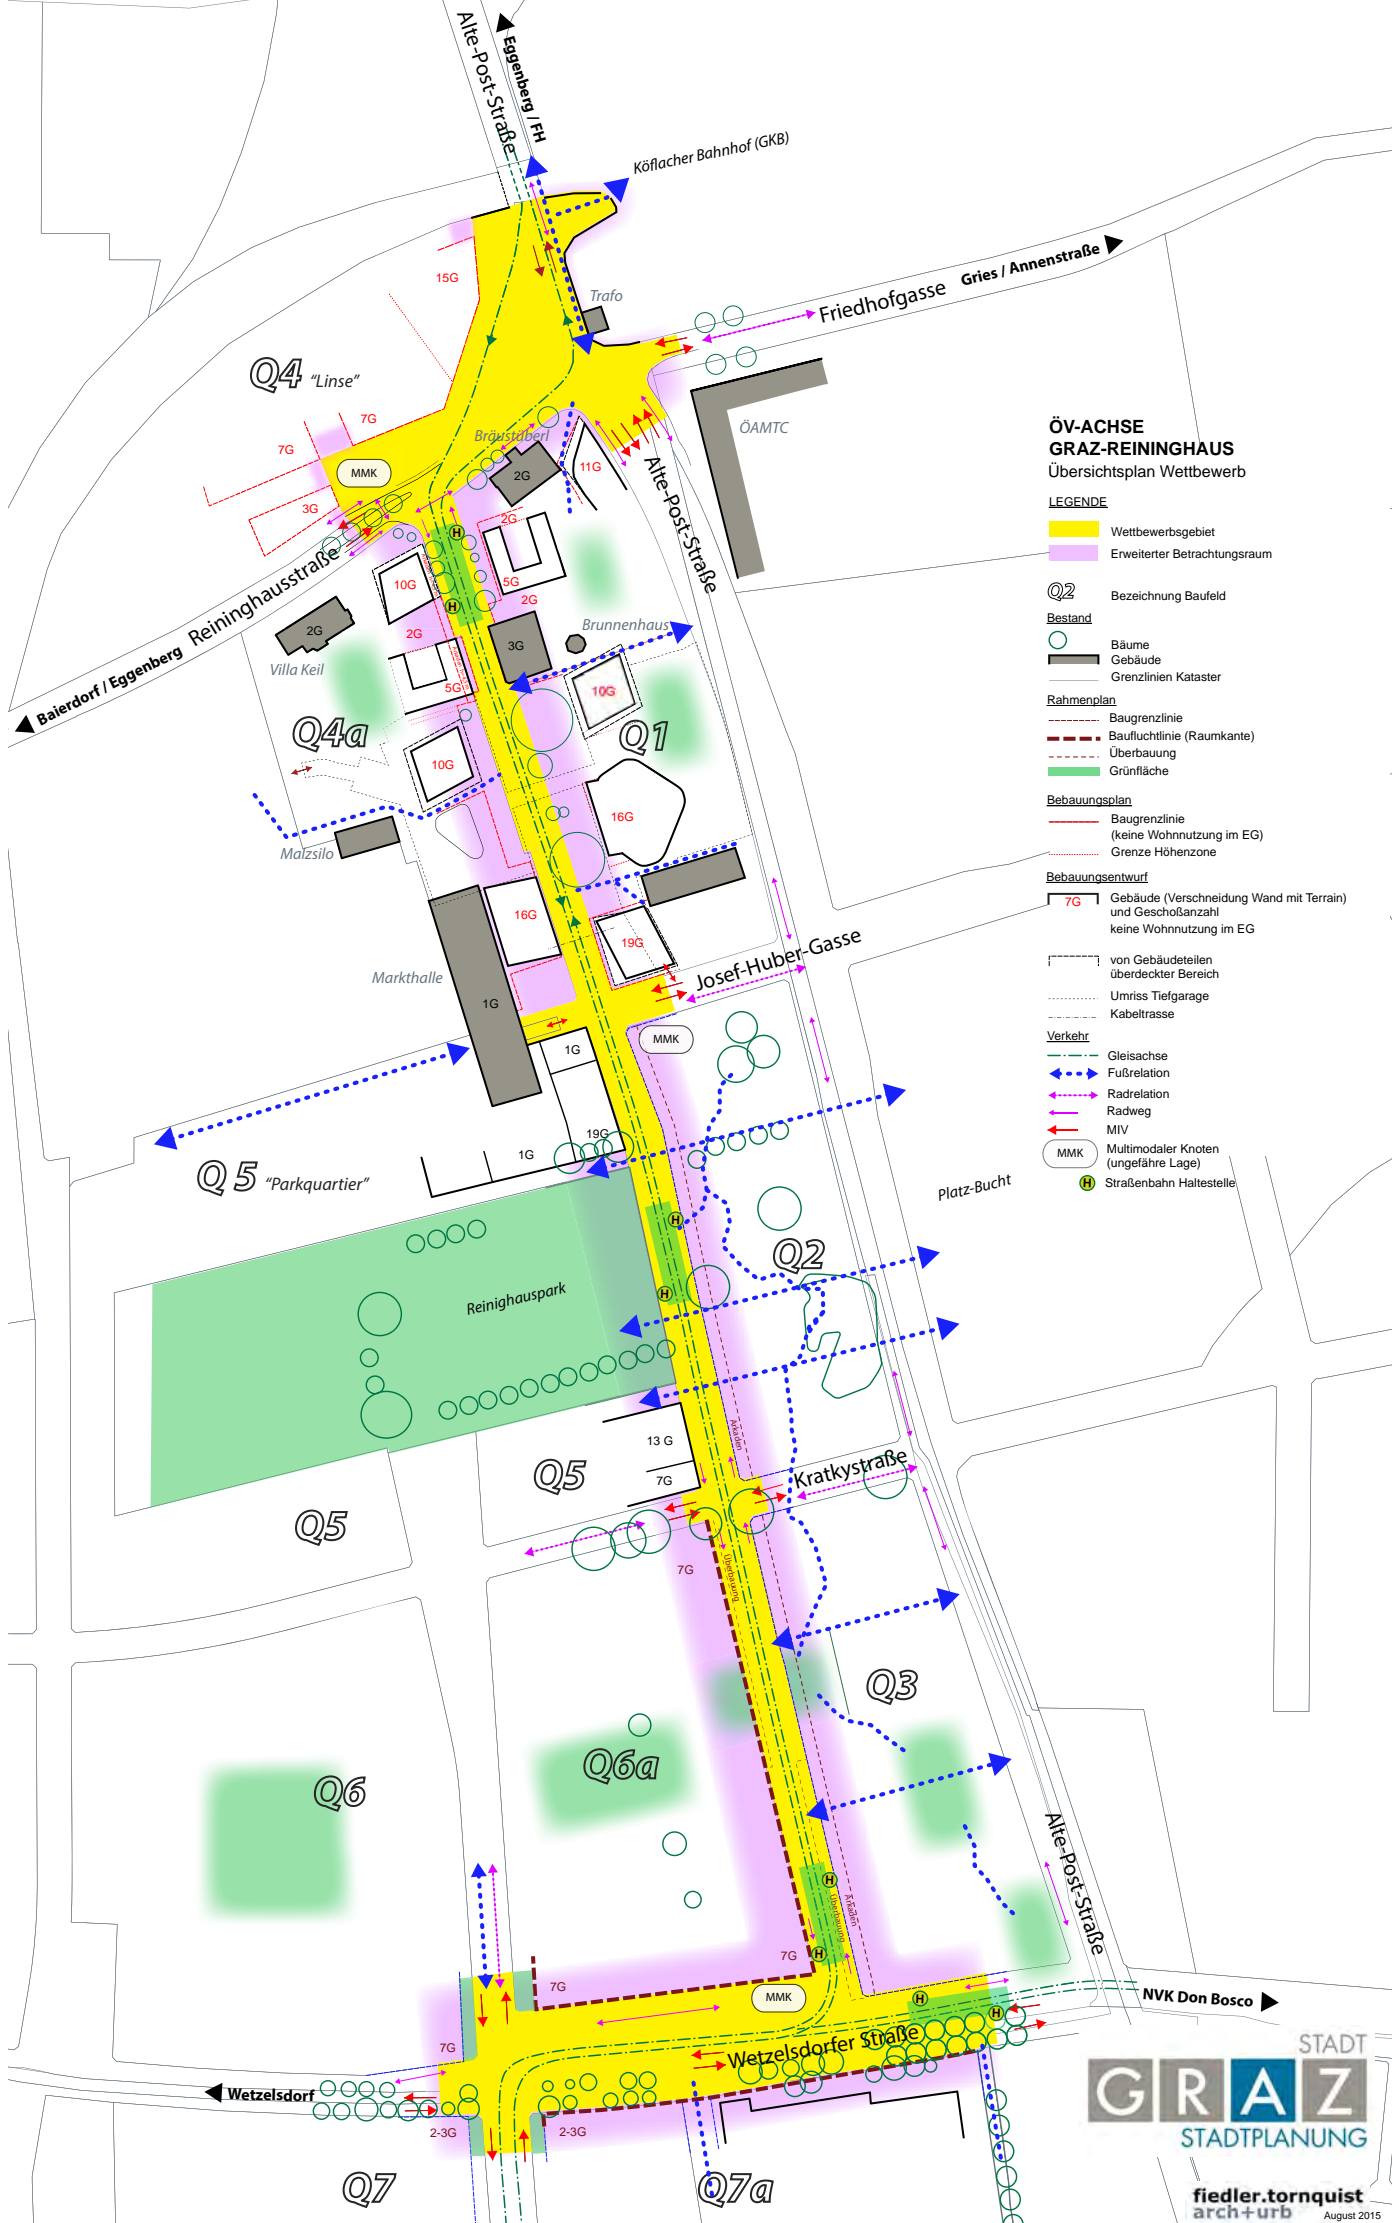 Alte-Post-Straße
Eggenberg / FH
Köflacher Bahnhof (GKB)
15G
Trafo
Friedhofgasse
Gries / Annenstraße
Q4 "Linse"
7G
7G
3G
MMK
Bräustüberl
2G
11G
ÖAMTC
Alte-Post-Straße
Reininghausstraße
Baierdorf / Eggenberg
H
2G
5G
2G
10G
H
2G
Villa Keil
2G
3G
Brunnenhaus
5G
10G
Q4a
Q1
10G
16G
Malzsilo
16G
19G
Markthalle
1G
Josef-Huber-Gasse
MMK
1G
19G
1G
Q 5 "Parkquartier"
Platz-Bucht
H
Q2
Reinighauspark
H
Arkaden
13 G
7G
Q5
Q5
Kratkystraße
7G
Überbauung
Q3
Q6a
Q6
Alte-Post-Straße
H
Arkaden
Überbauung
7G
H
7G
MMK
H
H
NVK Don Bosco
7G
Wetzelsdorfer Straße
Wetzelsdorf
2-3G
2-3G
Q7
Q7a
ÖV-ACHSE
GRAZ-REININGHAUS
Übersichtsplan Wettbewerb
LEGENDE
Wettbewerbsgebiet
Erweiterter Betrachtungsraum
Q2 Bezeichnung Baufeld
Bestand
Bäume
Gebäude
Grenzlinien Kataster
Rahmenplan
Baugrenzlinie
Baufluchtlinie (Raumkante)
Überbauung
Grünfläche
Bebauungsplan
Baugrenzlinie
(keine Wohnnutzung im EG)
Grenze Höhenzone
Bebauungsentwurf
7G Gebäude (Verschneidung Wand mit Terrain)
und Geschoßanzahl
keine Wohnnutzung im EG
von Gebäudeteilen
überdeckter Bereich
Umriss Tiefgarage
Kabeltrasse
Verkehr
Gleisachse
Fußrelation
Radrelation
Radweg
MIV
MMK Multimodaler Knoten
(ungefähre Lage)
H Straßenbahn Haltestelle
STADT
GRAZ
STADTPLANUNG
fiedler.tornquist
arch+urb
August 2015